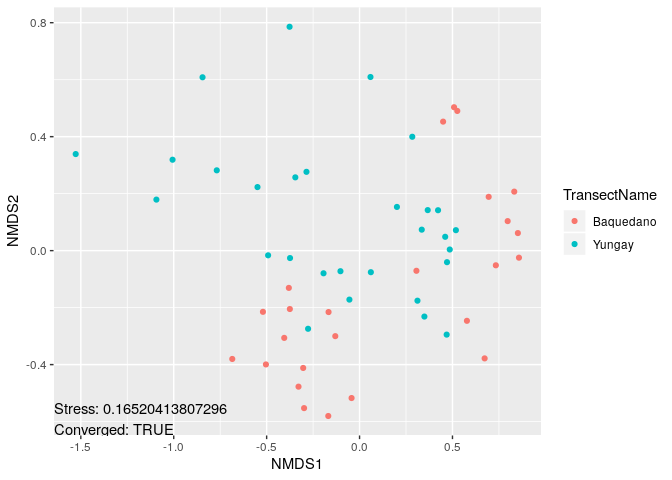 0.8
0.4
0.0
-0.4
NMDS2
Stress: 0.16520413807296
Converged: TRUE
-1.5
-1.0
-0.5
0.0
0.5
NMDS1
TransectName
Baquedano
Yungay